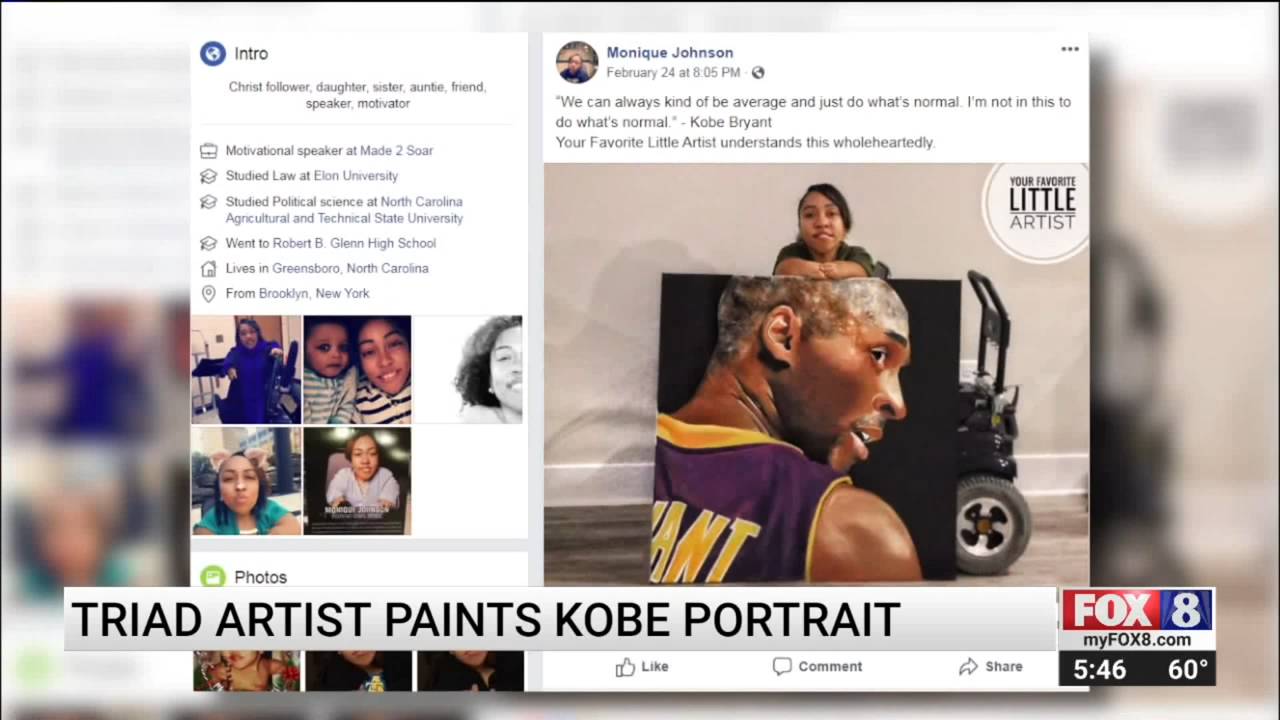 Intro
Christ follower, daughter, sister, auntie, friend,
speaker, motivator
Motivational speaker at Made 2 Soar
Studied Law at Elon University
Studied Political science at North Carolina
Agricultural and Technical State University
Went to Robert B. Glenn High School
Lives in Greensboro, North Carolina
From Brooklyn, New York
MONIQUE JOHNSON
Photos
Monique Johnson
February 24 at 8:05 PM ·
“We can always kind of be average and just do what’s normal. I’m not in this to
do what’s normal.” - Kobe Bryant
Your Favorite Little Artist understands this wholeheartedly.
YOUR FAVORITE
LITTLE
ARTIST
ANT
Like
Comment
Share
TRIAD ARTIST PAINTS KOBE PORTRAIT
FOX 8
myFOX8.com
5:46 60°